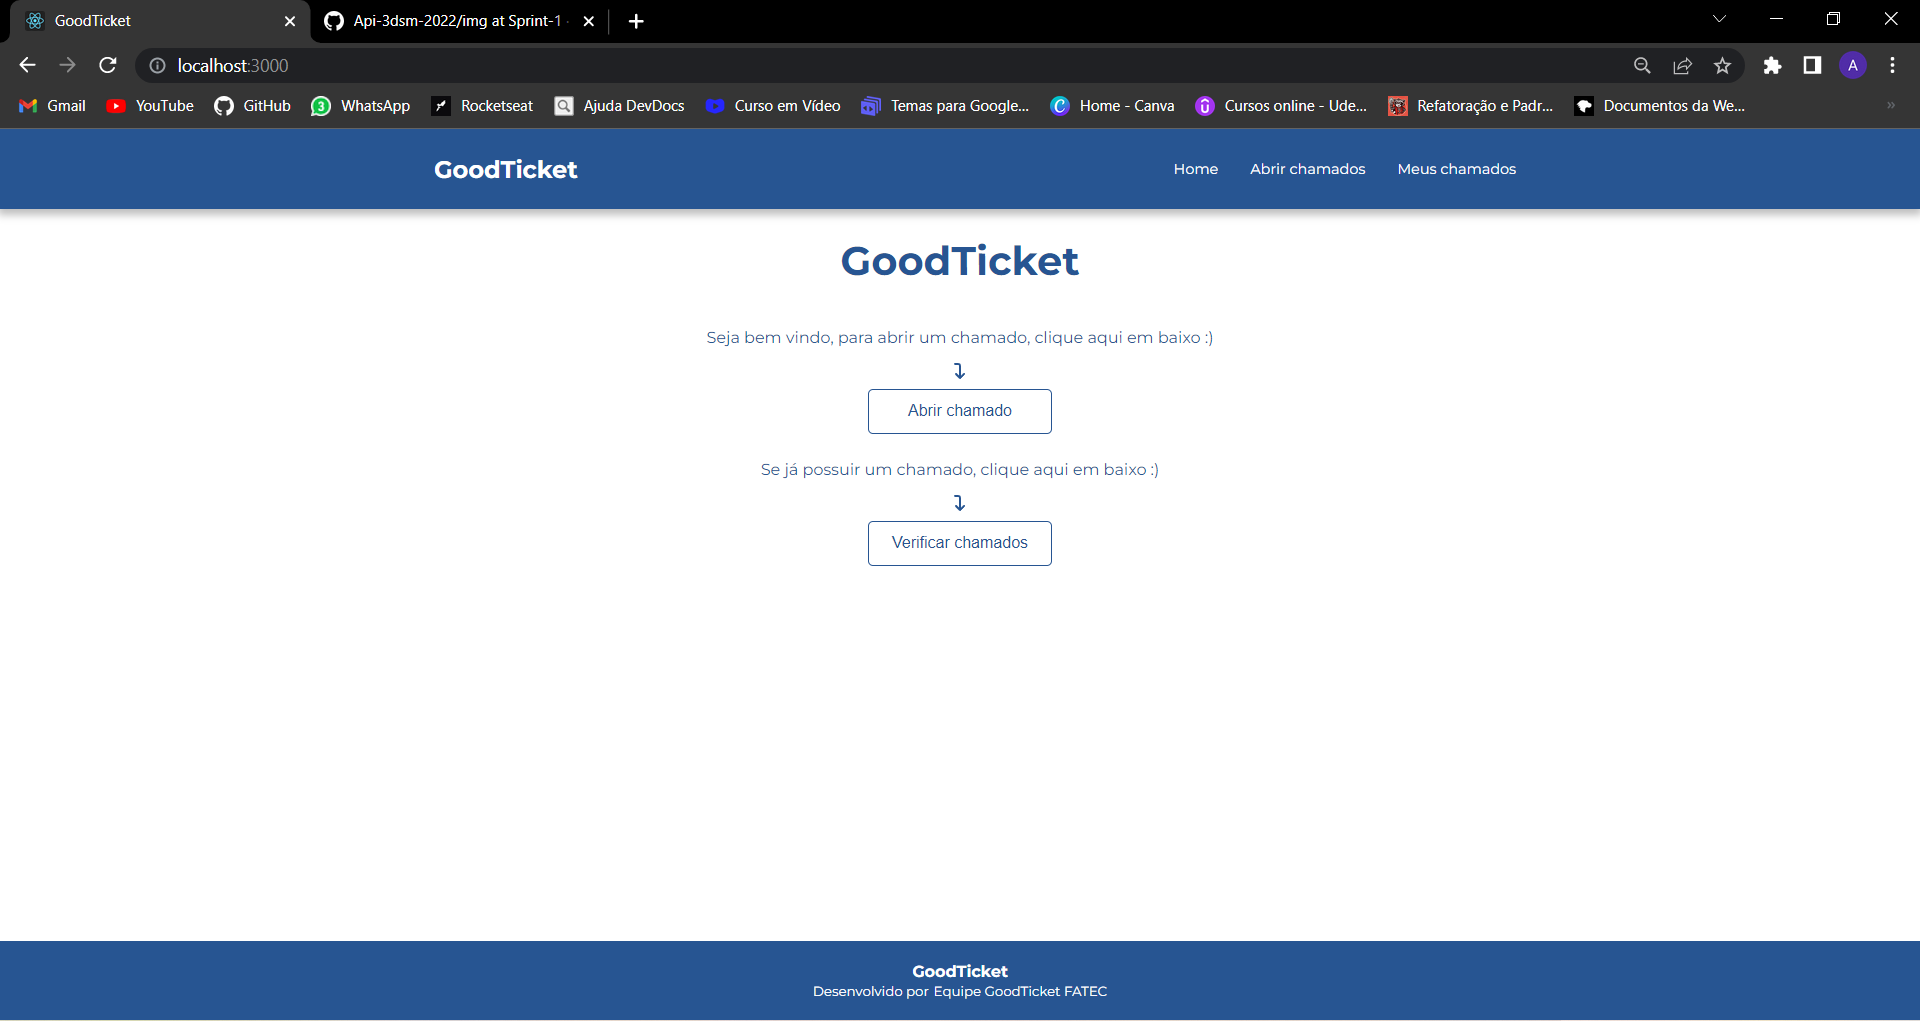 GoodTicket
Api-3dsm-2022/img at Sprint-1
localhost:3000
A
Gmail YouTube GitHub 3 WhatsApp Rocketseat Ajuda DevDocs Curso em Vídeo Temas para Google... Home - Canva Cursos online - Ude... Refatoração e Padr... Documentos da We... »
GoodTicket
Home Abrir chamados Meus chamados
GoodTicket
Seja bem vindo, para abrir um chamado, clique aqui em baixo :)
Abrir chamado
Se já possuir um chamado, clique aqui em baixo :)
Verificar chamados
GoodTicket
Desenvolvido por Equipe GoodTicket FATEC